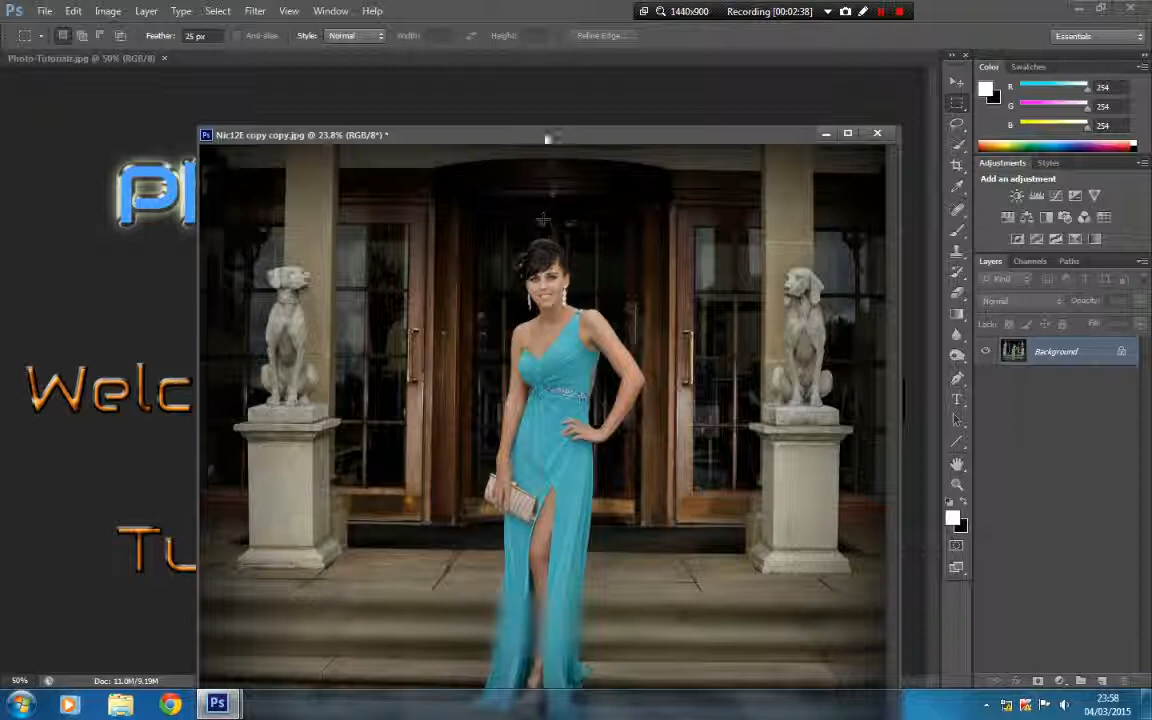 Ps File Edit Image Layer Type Select Filter View Window Help
1440x900 Recording [00:02:38]
Feather: 25 px Anti-alias Style: Normal Width: Height: Refine Edge... Essentials
Photo-Tutorialr.jpg @ 50% (RGB/8) ×
Color Swatches
R 254
G 254
B 254
Ps Nic12E copy copy.jpg @ 23.8% (RGB/8*) *
Adjustments Styles
Add an adjustment
Layers Channels Paths
Kind
Normal Opacity:
Lock: Fill:
Background
Welc
Tu
50% Doc: 11.0M/9.19M
Ps
23:58
04/03/2015